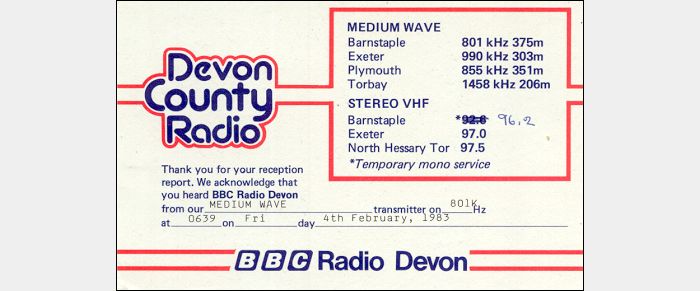 Devon
County
Radio
MEDIUM WAVE
Barnstaple 801 kHz 375m
Exeter 990 kHz 303m
Plymouth 855 kHz 351m
Torbay 1458 kHz 206m
STEREO VHF
Barnstaple *92.8 96.2
Exeter 97.0
North Hessary Tor 97.5
*Temporary mono service
Thank you for your reception
report. We acknowledge that
you heard BBC Radio Devon
from our MEDIUM WAVE transmitter on 801KHz
at 0639 on Fri day 4th February, 1983
BBC Radio Devon